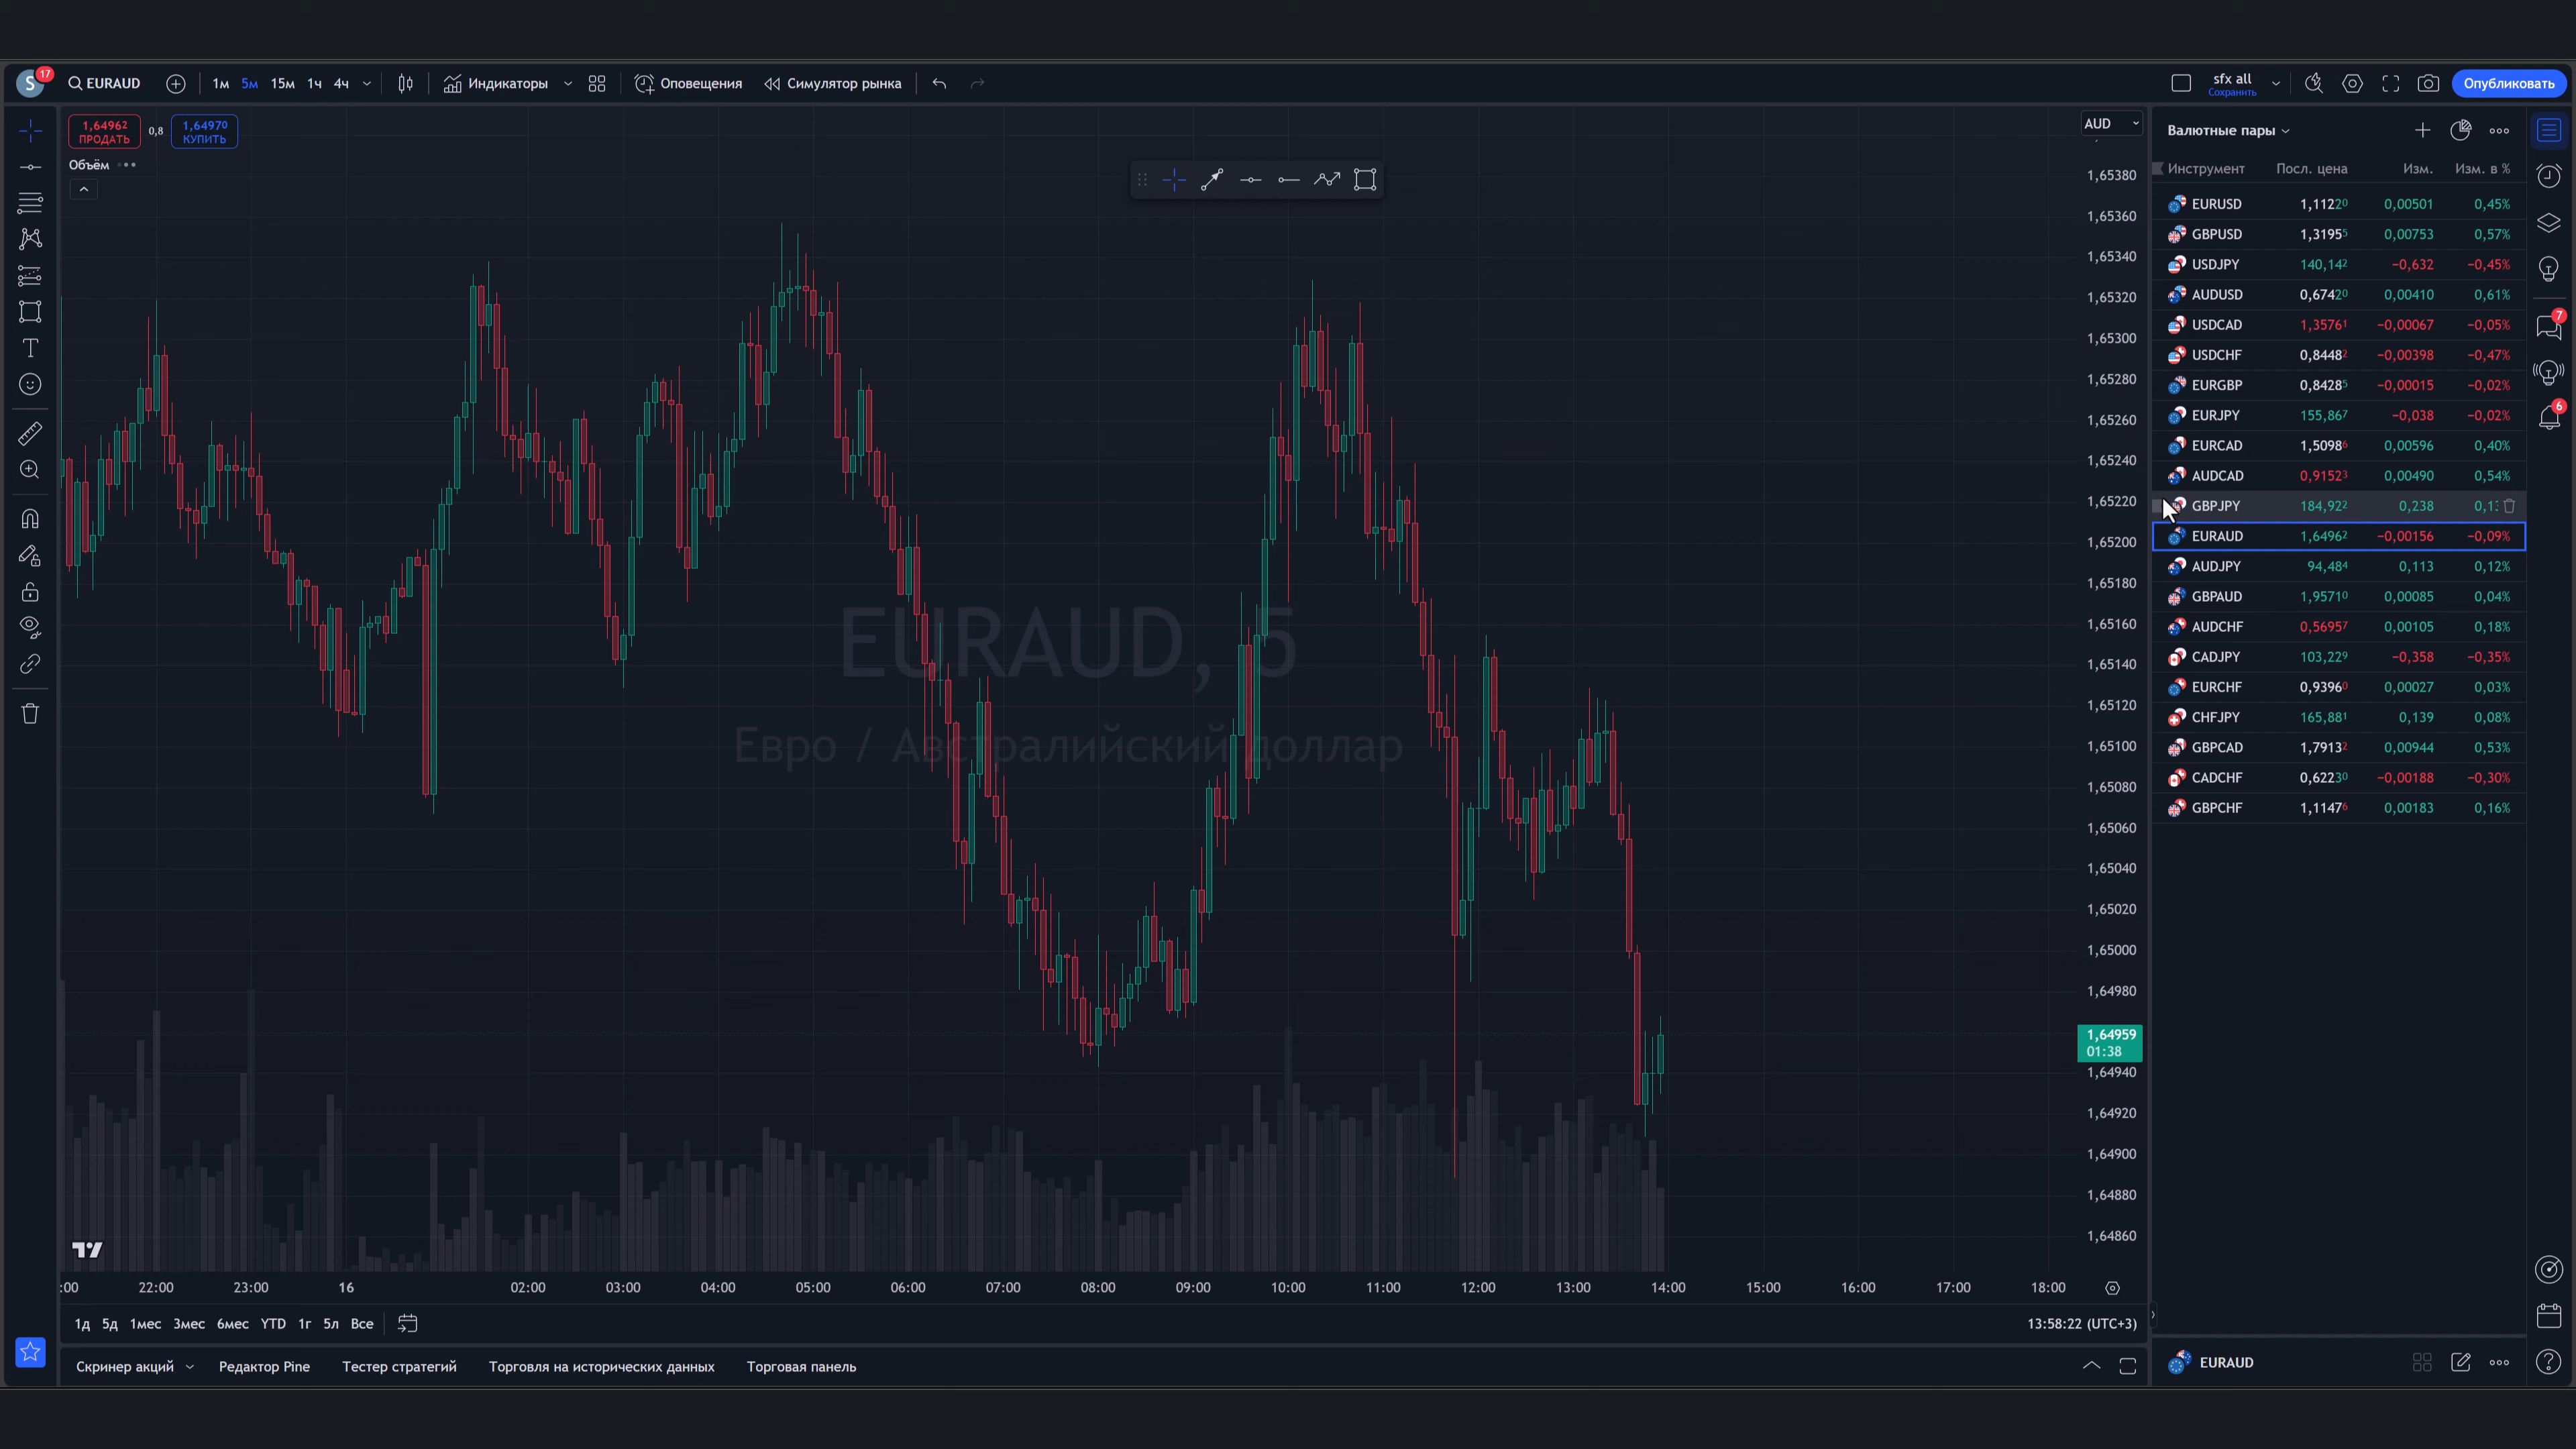 S 17 EURAUD 1м 5м 15м 1ч 4ч Индикаторы Оповещения Симулятор рынка sfx all Опубликовать
Сохранить
1,64962 0,8 1,64970
ПРОДАТЬ КУПИТЬ
Объём
AUD
1,65380
1,65360
1,65340
1,65320
1,65300
1,65280
1,65260
1,65240
1,65220
1,65200
1,65180
1,65160
1,65140
1,65120
1,65100
1,65080
1,65060
1,65040
1,65020
1,65000
1,64980
1,64959
01:38
1,64940
1,64920
1,64900
1,64880
1,64860
EURAUD, 5
Евро / Австралийский доллар
:00 22:00 23:00 16 02:00 03:00 04:00 05:00 06:00 07:00 08:00 09:00 10:00 11:00 12:00 13:00 14:00 15:00 16:00 17:00 18:00
1д 5д 1мес 3мес 6мес YTD 1г 5л Все 13:58:22 (UTC+3)
Скринер акций Редактор Pine Тестер стратегий Торговля на исторических данных Торговая панель
Валютные пары
Инструмент Посл. цена Изм. Изм. в %
EURUSD 1,11220 0,00501 0,45%
GBPUSD 1,31955 0,00753 0,57%
USDJPY 140,142 −0,632 −0,45%
AUDUSD 0,67420 0,00410 0,61%
USDCAD 1,35761 −0,00067 −0,05%
USDCHF 0,84482 −0,00398 −0,47%
EURGBP 0,84285 −0,00015 −0,02%
EURJPY 155,867 −0,038 −0,02%
EURCAD 1,50986 0,00596 0,40%
AUDCAD 0,91523 0,00490 0,54%
GBPJPY 184,922 0,238
EURAUD 1,64962 −0,00156 −0,09%
AUDJPY 94,484 0,113 0,12%
GBPAUD 1,95710 0,00085 0,04%
AUDCHF 0,56957 0,00105 0,18%
CADJPY 103,229 −0,358 −0,35%
EURCHF 0,93960 0,00027 0,03%
CHFJPY 165,881 0,139 0,08%
GBPCAD 1,79132 0,00944 0,53%
CADCHF 0,62230 −0,00188 −0,30%
GBPCHF 1,11476 0,00183 0,16%
EURAUD
7
6